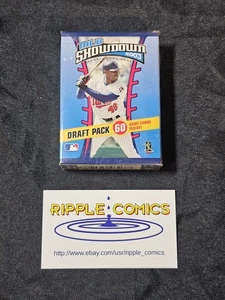 MLB
SHOWDOWN
2003
DRAFT PACK 60 GAME CARDS INSIDE!
RIPPLE COMICS
http://www.ebay.com/usr/ripple_comics